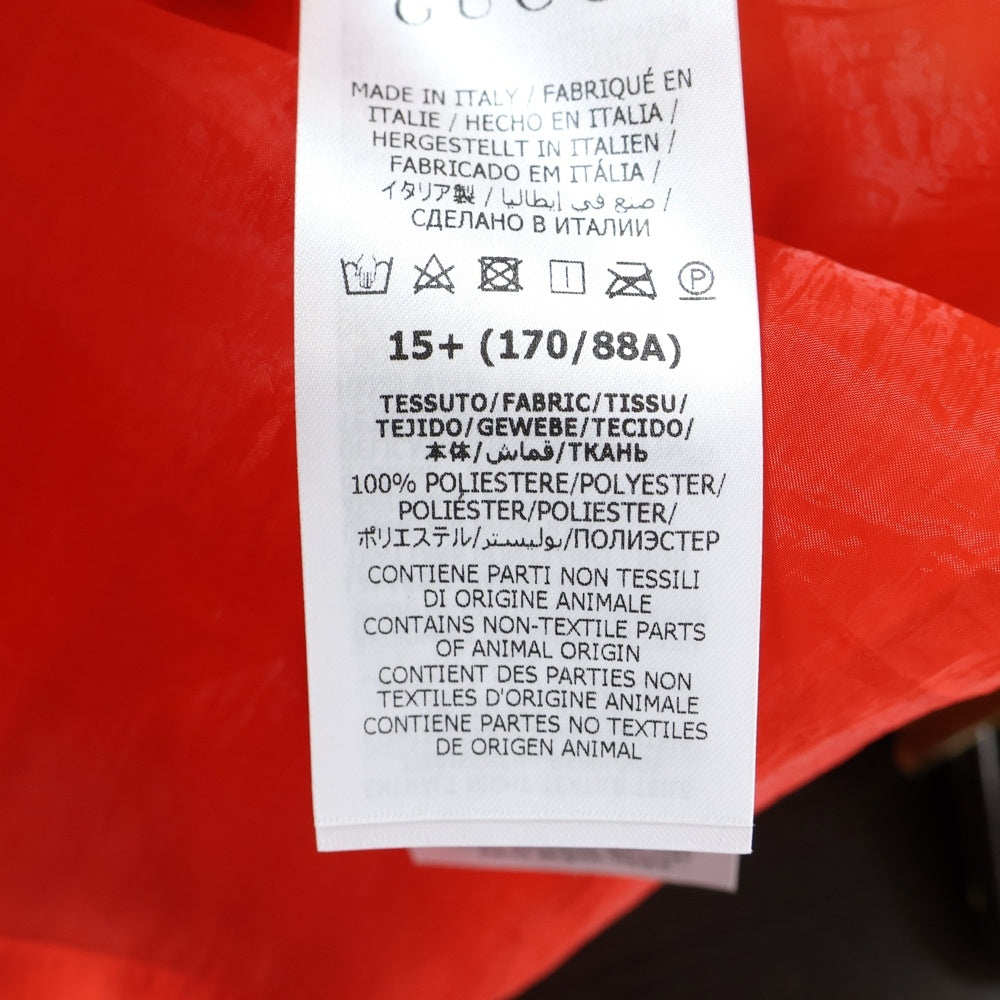 GUCCI
MADE IN ITALY / FABRIQUÉ EN
ITALIE / HECHO EN ITALIA /
HERGESTELLT IN ITALIEN /
FABRICADO EM ITÁLIA /
イタリア製 / صنع في إيطاليا /
СДЕЛАНО В ИТАЛИИ
P
15+ (170/88A)
TESSUTO/FABRIC/TISSU/
TEJIDO/GEWEBE/TECIDO/
本体/قماش/ТКАНЬ
100% POLIESTERE/POLYESTER/
POLIÉSTER/POLIESTER/
ポリエステル/بوليستر/ПОЛИЭСТЕР
CONTIENE PARTI NON TESSILI
DI ORIGINE ANIMALE
CONTAINS NON-TEXTILE PARTS
OF ANIMAL ORIGIN
CONTIENT DES PARTIES NON
TEXTILES D'ORIGINE ANIMALE
CONTIENE PARTES NO TEXTILES
DE ORIGEN ANIMAL